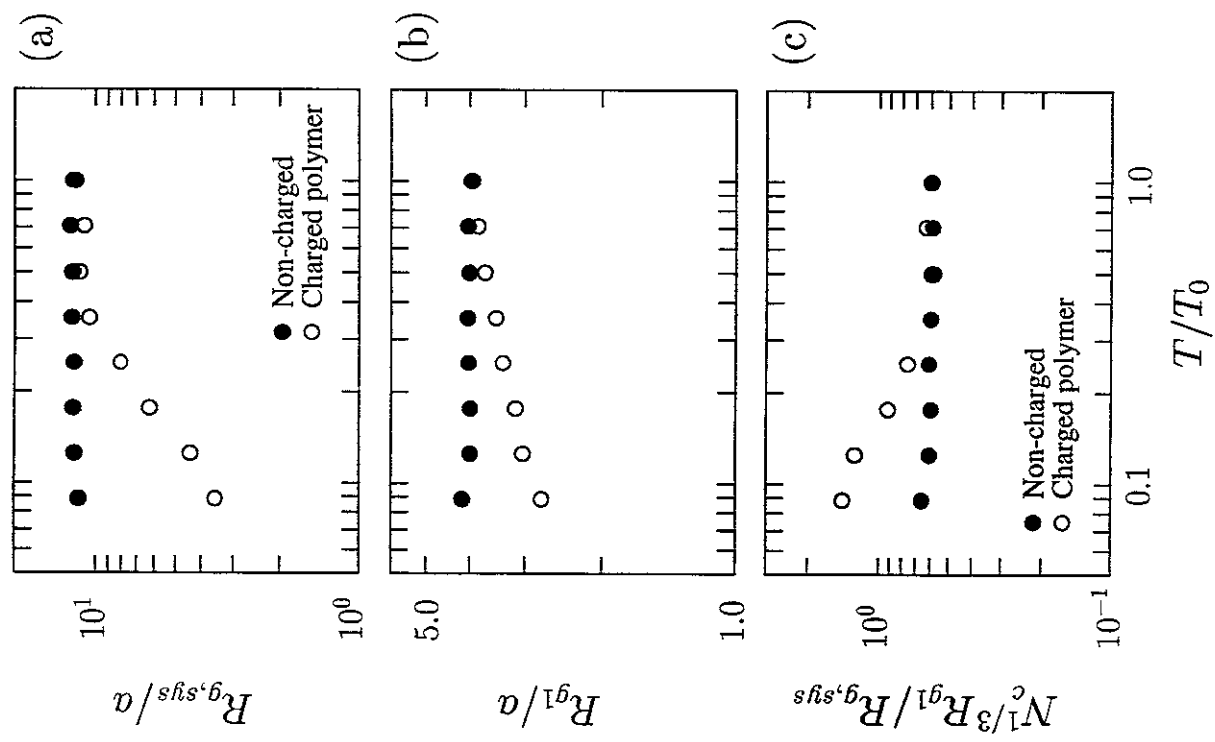 (a)
R_{g,sys}/a
10^1
10^0
● Non-charged
○ Charged polymer
(b)
R_{g1}/a
5.0
1.0
(c)
N_c^{1/3}R_{g1}/R_{g,sys}
10^0
10^{-1}
● Non-charged
○ Charged polymer
0.1
1.0
T/T_0